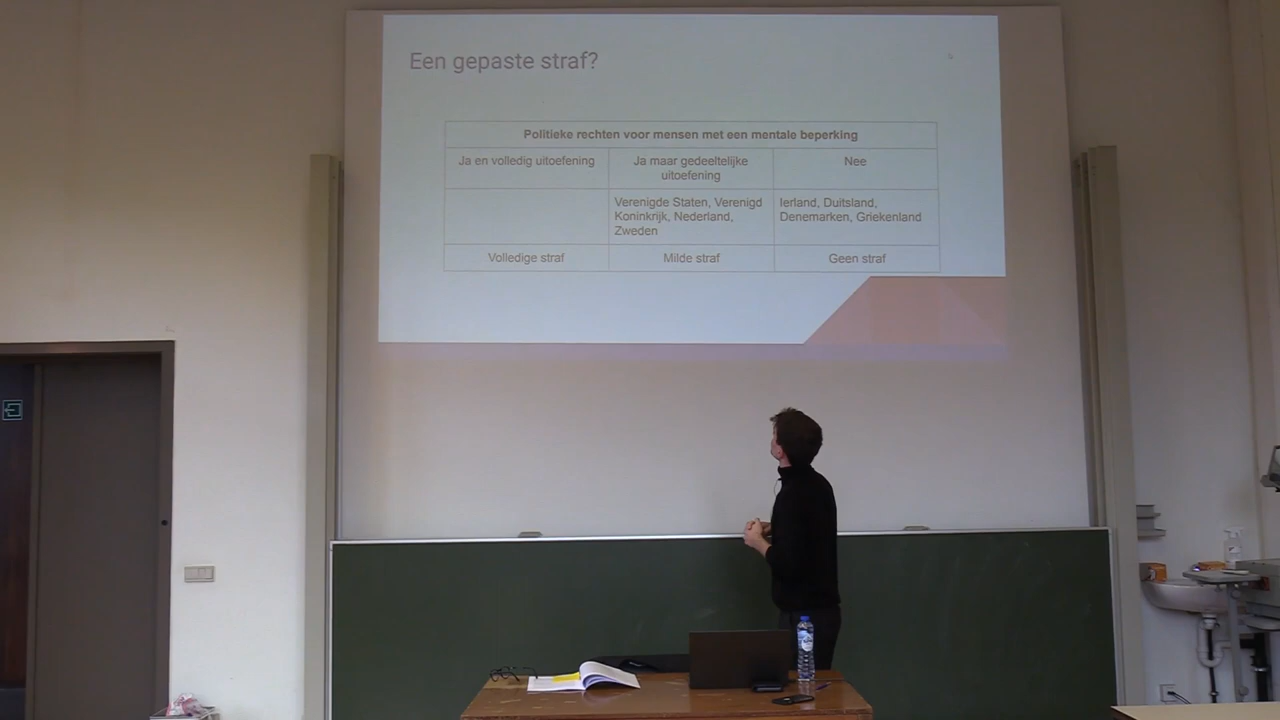 Een gepaste straf?
Politieke rechten voor mensen met een mentale beperking
Ja en volledig uitoefening
Ja maar gedeeltelijke
uitoefening
Nee
Verenigde Staten, Verenigd
Koninkrijk, Nederland,
Zweden
Ierland, Duitsland,
Denemarken, Griekenland
Volledige straf
Milde straf
Geen straf